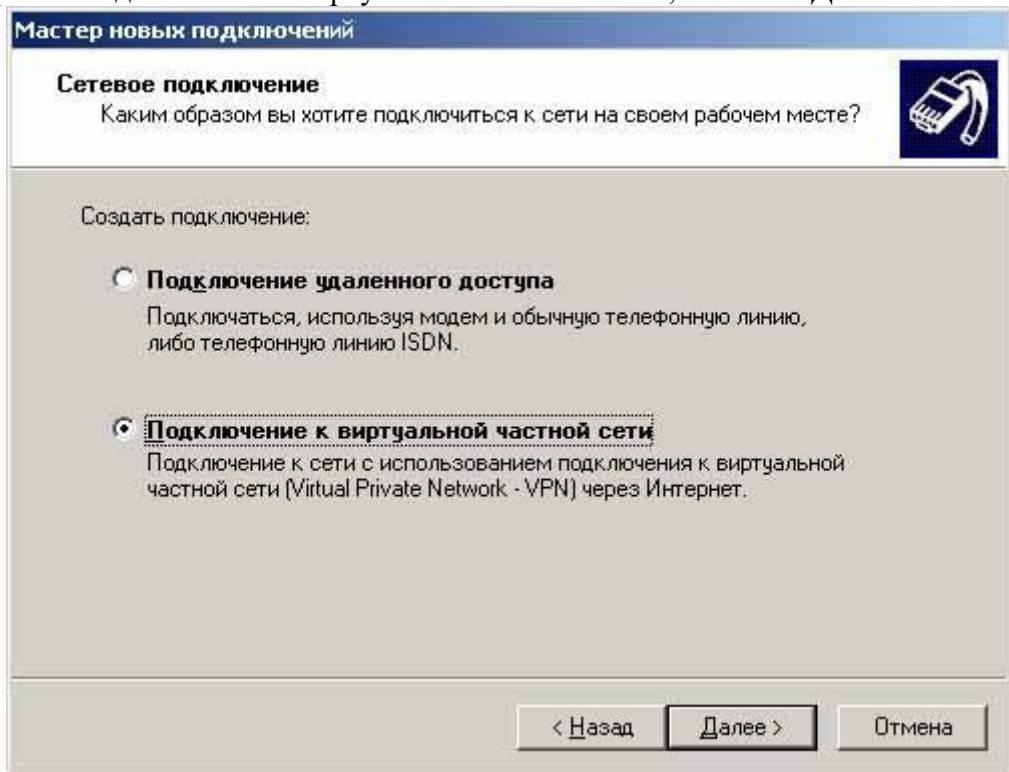 Мастер новых подключений
Сетевое подключение
Каким образом вы хотите подключиться к сети на своем рабочем месте?
Создать подключение:
Подключение удаленного доступа
Подключаться, используя модем и обычную телефонную линию,
либо телефонную линию ISDN.
Подключение к виртуальной частной сети
Подключение к сети с использованием подключения к виртуальной
частной сети (Virtual Private Network - VPN) через Интернет.
< Назад Далее > Отмена